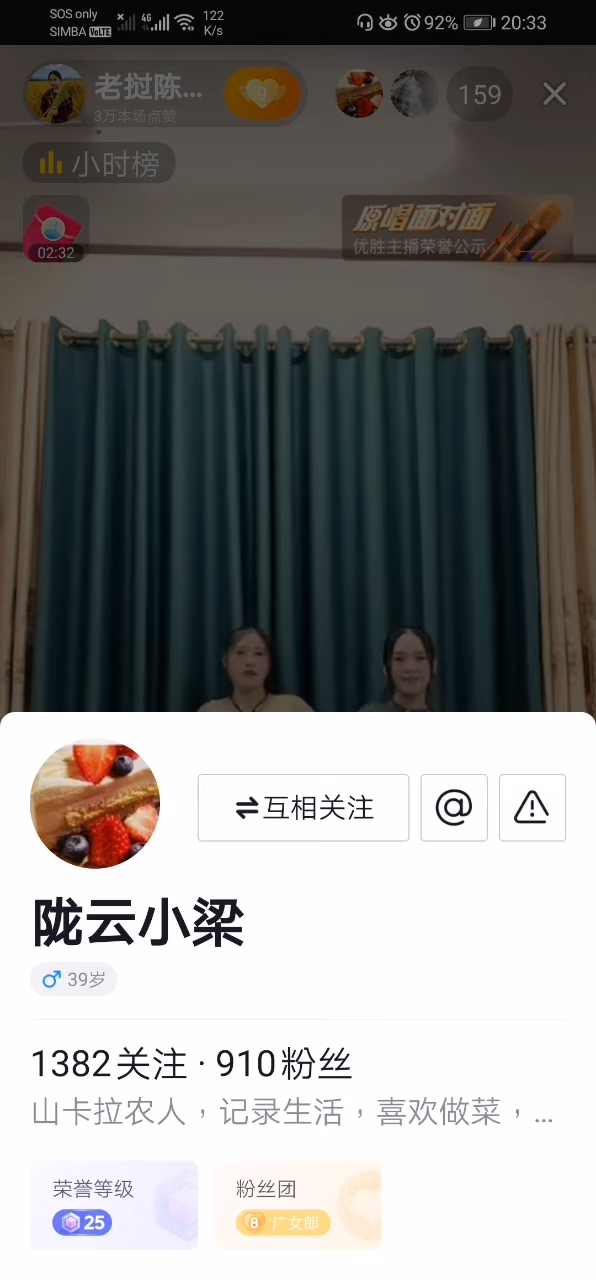 SOS only
SIMBA VoLTE
4G
122
K/s
92%
20:33
老挝陈...
3万本场点赞
159
小时榜
02:32
原唱面对面
优胜主播荣誉公示
互相关注
@
陇云小梁
♂ 39岁
1382关注 · 910粉丝
山卡拉农人，记录生活，喜欢做菜，...
荣誉等级
25
粉丝团
8 广女郎